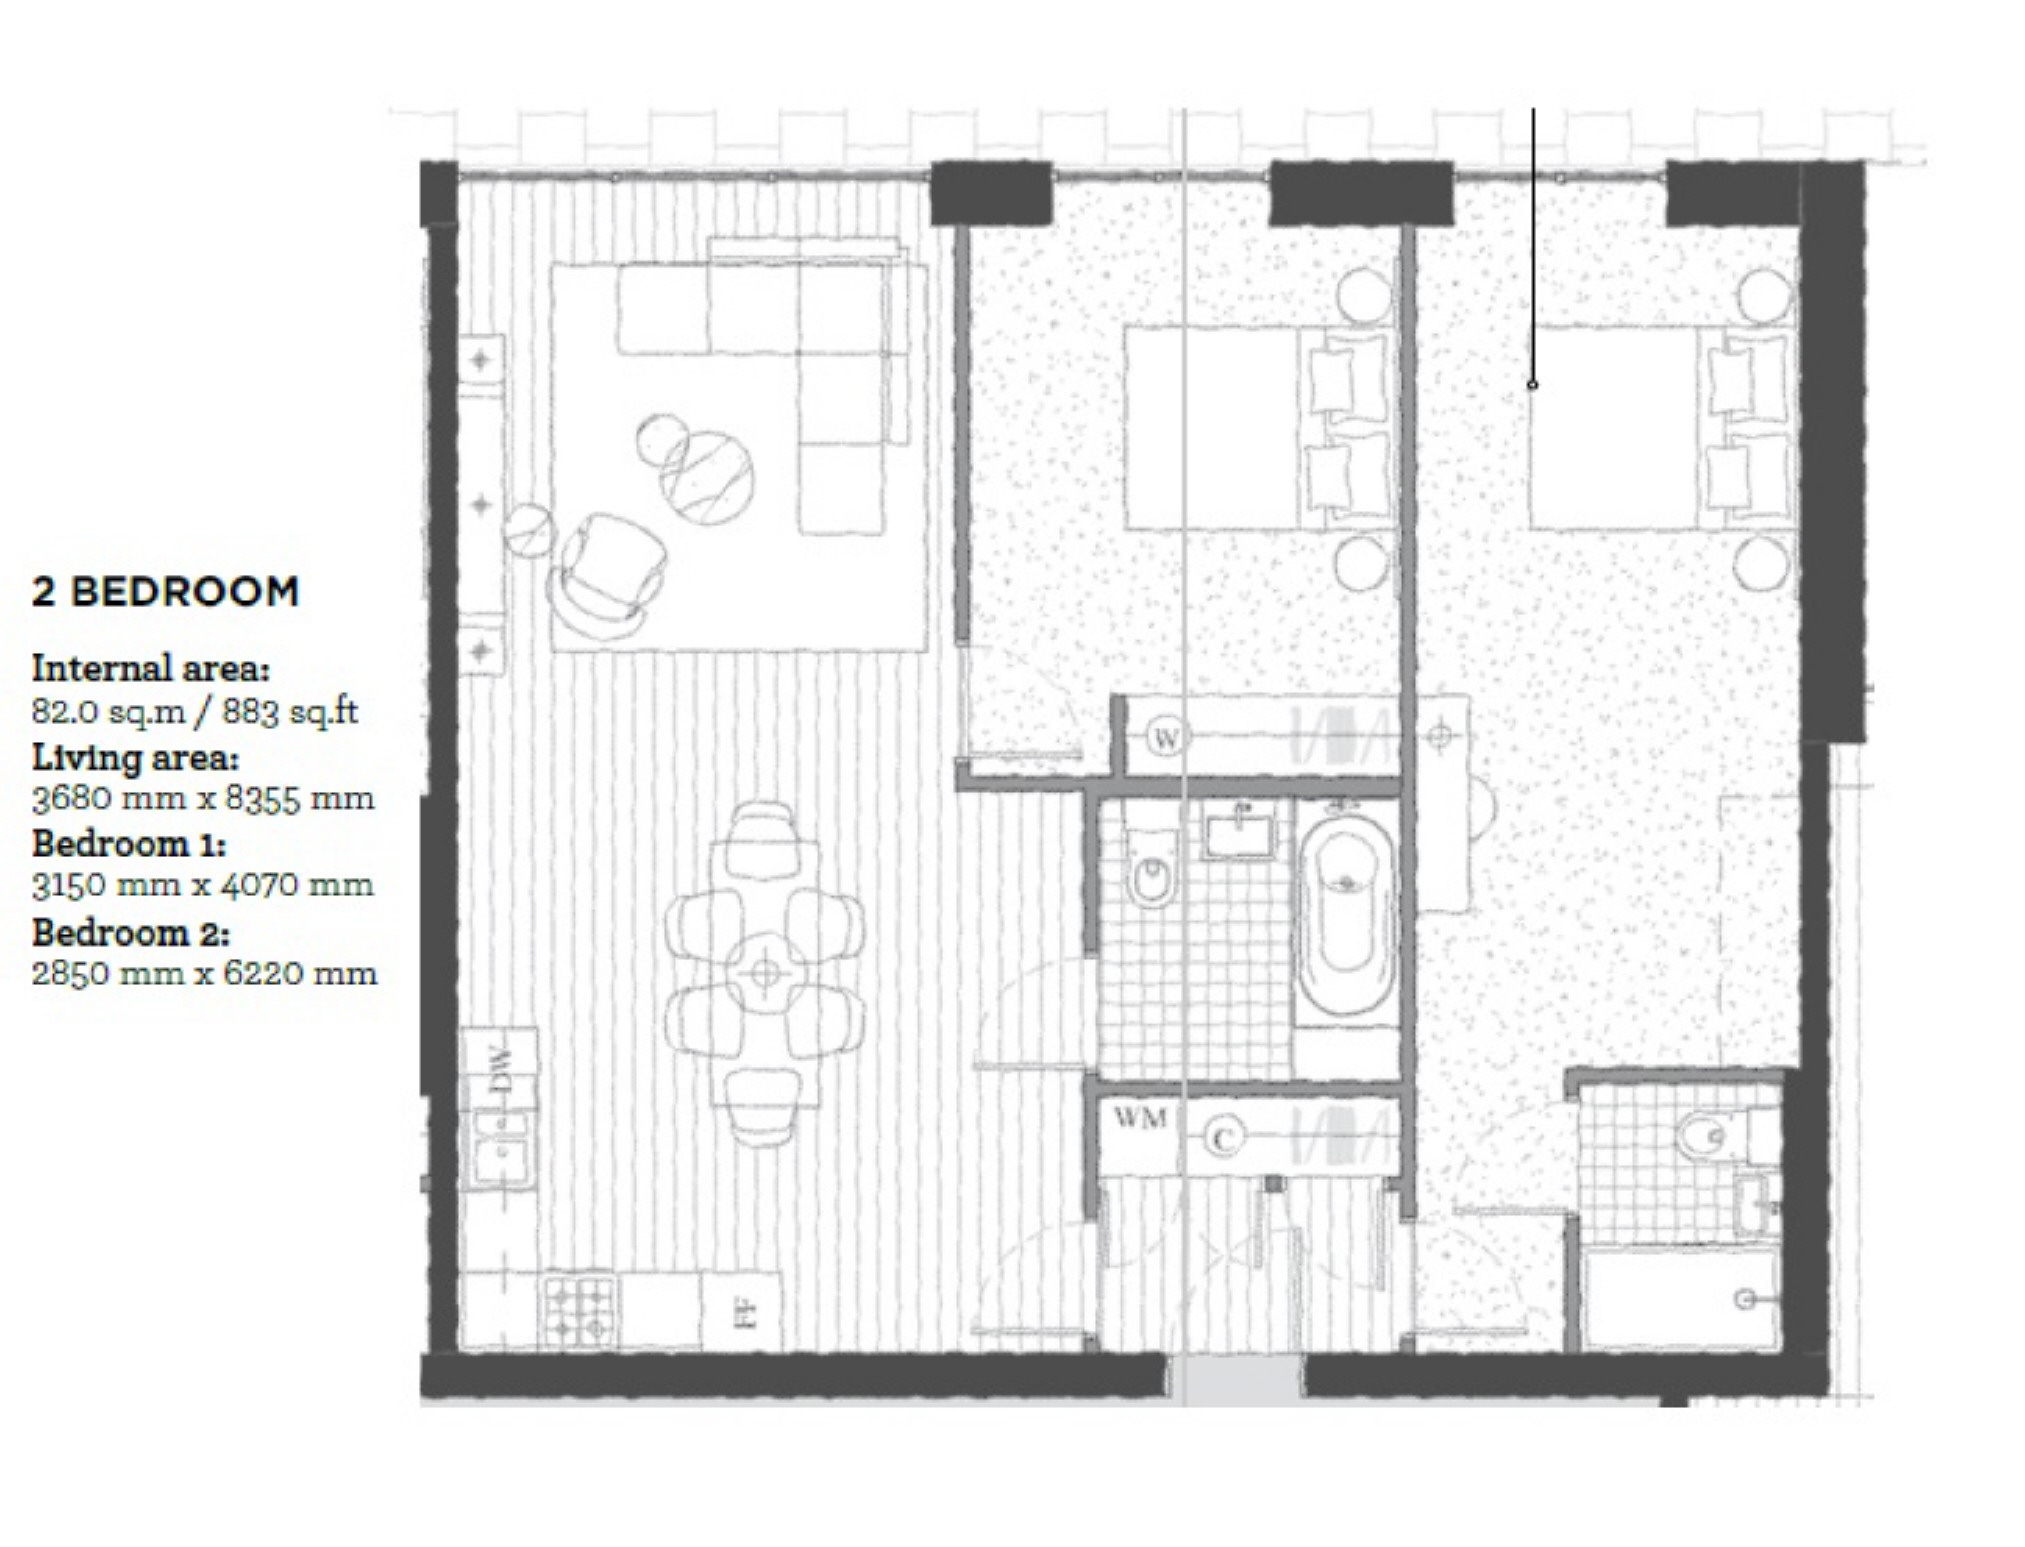 2 BEDROOM
Internal area:
82.0 sq.m / 883 sq.ft
Living area:
3680 mm x 8355 mm
Bedroom 1:
3150 mm x 4070 mm
Bedroom 2:
2850 mm x 6220 mm
W
DW
WM
C
FF